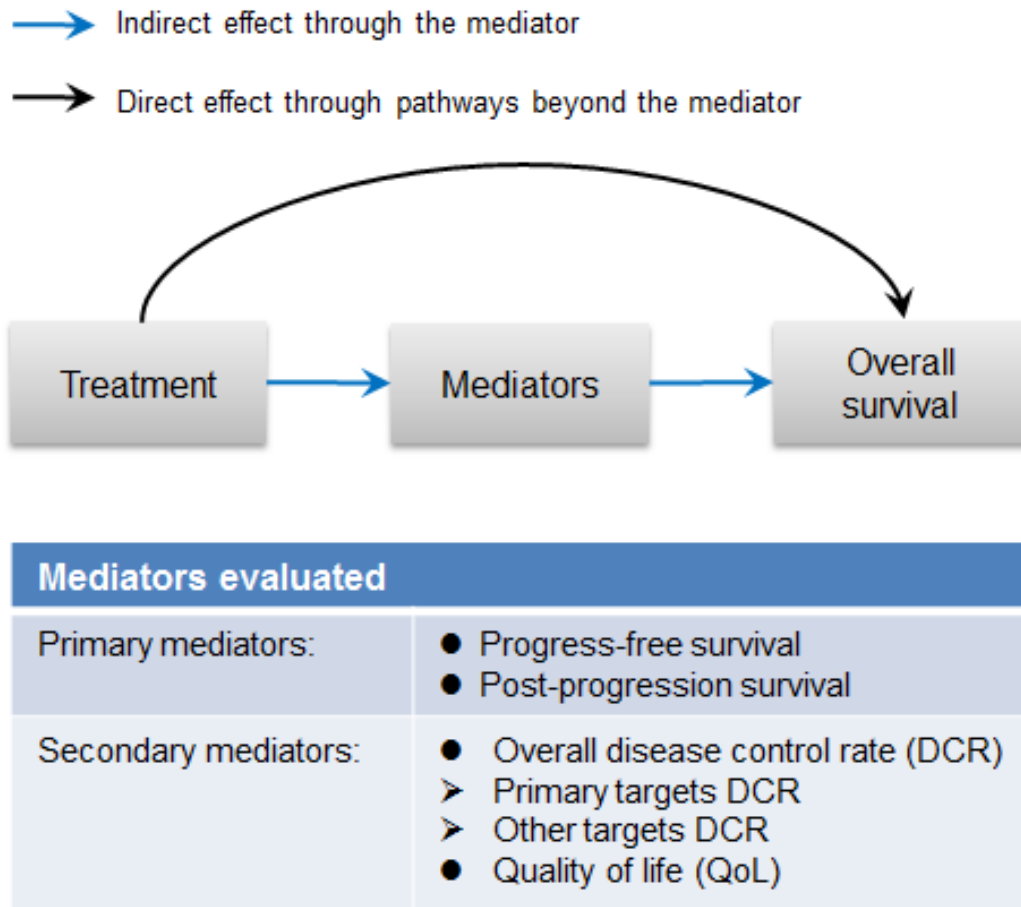 Indirect effect through the mediator
Direct effect through pathways beyond the mediator
Treatment
Mediators
Overall
survival
Mediators evaluated
Primary mediators:
● Progress-free survival
● Post-progression survival
Secondary mediators:
● Overall disease control rate (DCR)
➤ Primary targets DCR
➤ Other targets DCR
● Quality of life (QoL)